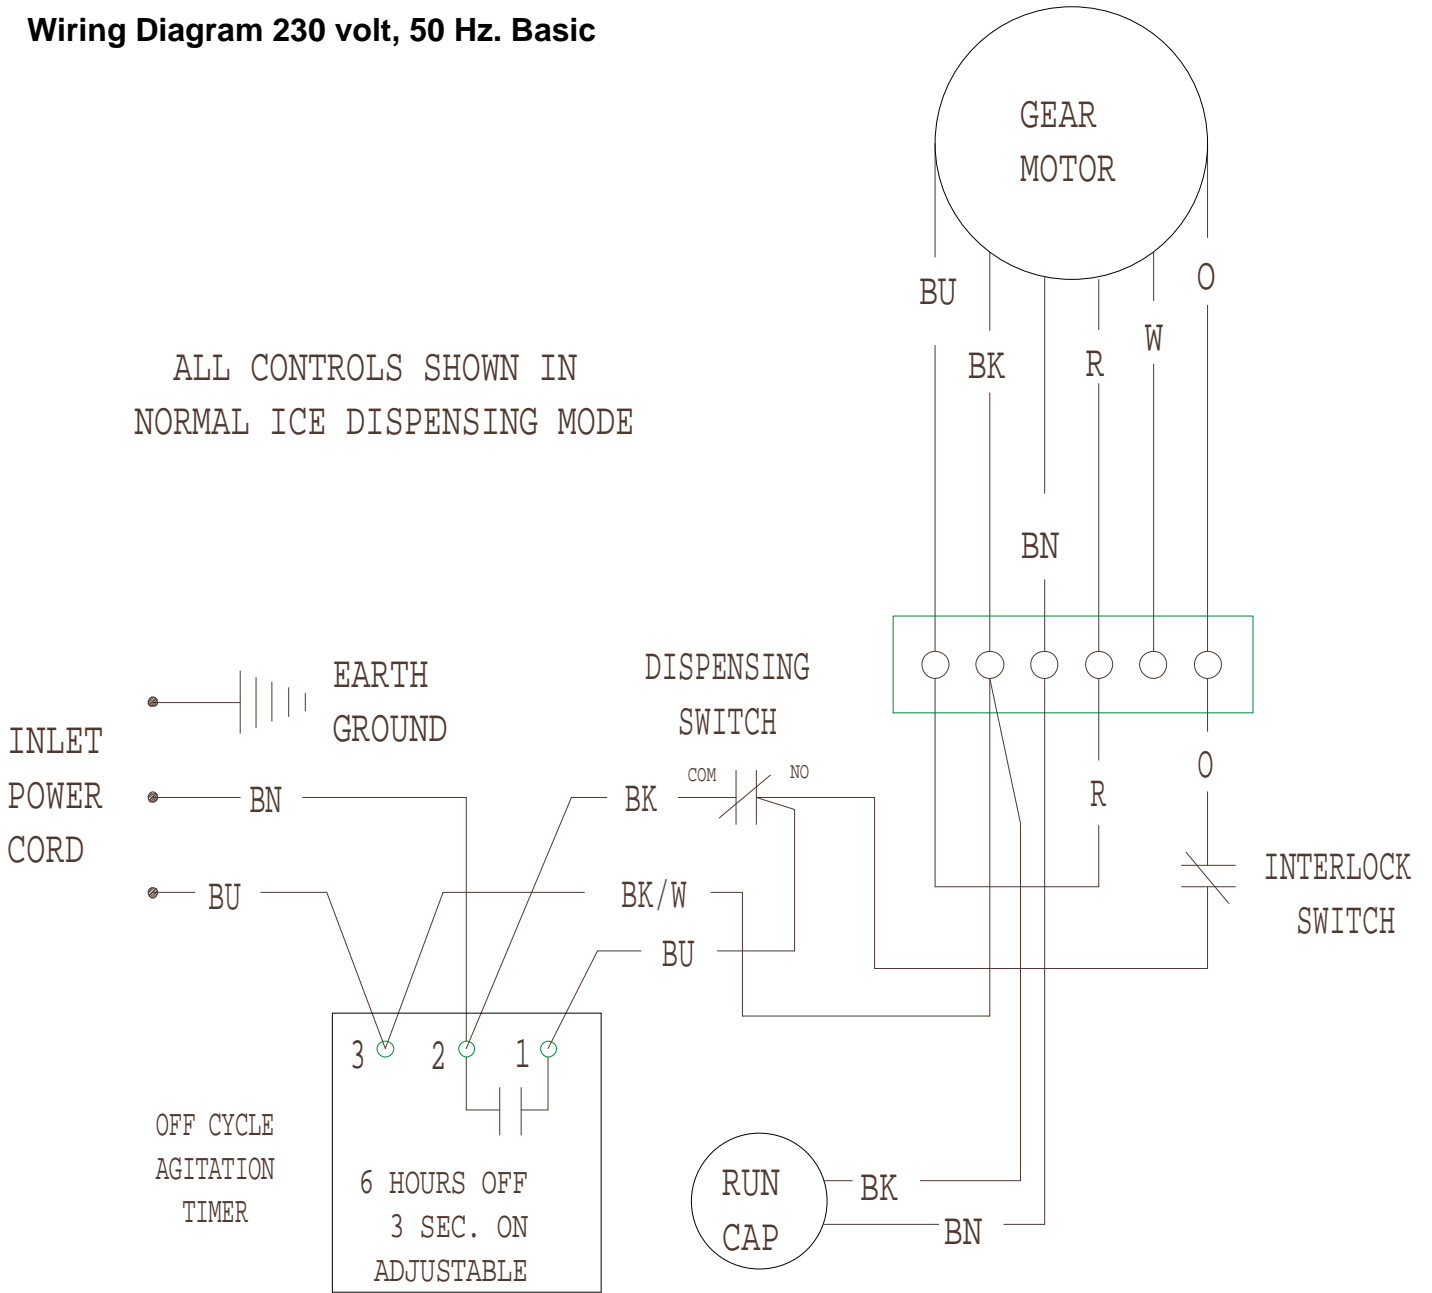 Wiring Diagram 230 volt, 50 Hz. Basic
GEAR
MOTOR
BU
BK
BN
R
W
O
ALL CONTROLS SHOWN IN
NORMAL ICE DISPENSING MODE
EARTH
GROUND
INLET
POWER
CORD
BN
BU
DISPENSING
SWITCH
COM
NO
BK
BK/W
BU
R
O
INTERLOCK
SWITCH
3
2
1
OFF CYCLE
AGITATION
TIMER
6 HOURS OFF
3 SEC. ON
ADJUSTABLE
RUN
CAP
BK
BN